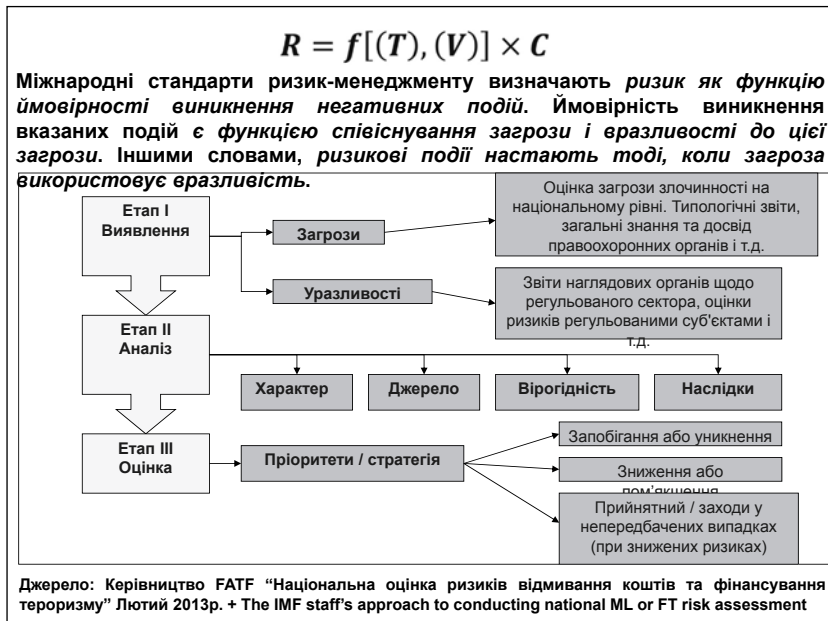 R = f[(T), (V)] × C
Міжнародні стандарти ризик-менеджменту визначають ризик як функцію
ймовірності виникнення негативних подій. Ймовірність виникнення
вказаних подій є функцією співіснування загрози і вразливості до цієї
загрози. Іншими словами, ризикові події настають тоді, коли загроза
використовує вразливість.
Етап I
Виявлення
Загрози
Оцінка загрози злочинності на
національному рівні. Типологічні звіти,
загальні знання та досвід
правоохоронних органів і т.д.
Уразливості
Звіти наглядових органів щодо
регульованого сектора, оцінки
ризиків регульованими суб'єктами і
т.д.
Етап II
Аналіз
Характер
Джерело
Вірогідність
Наслідки
Етап III
Оцінка
Пріоритети / стратегія
Запобігання або уникнення
Зниження або
пом’якшення
Прийнятний / заходи у
непередбачених випадках
(при знижених ризиках)
Джерело: Керівництво FATF “Національна оцінка ризиків відмивання коштів та фінансування
тероризму” Лютий 2013р. + The IMF staff’s approach to conducting national ML or FT risk assessment